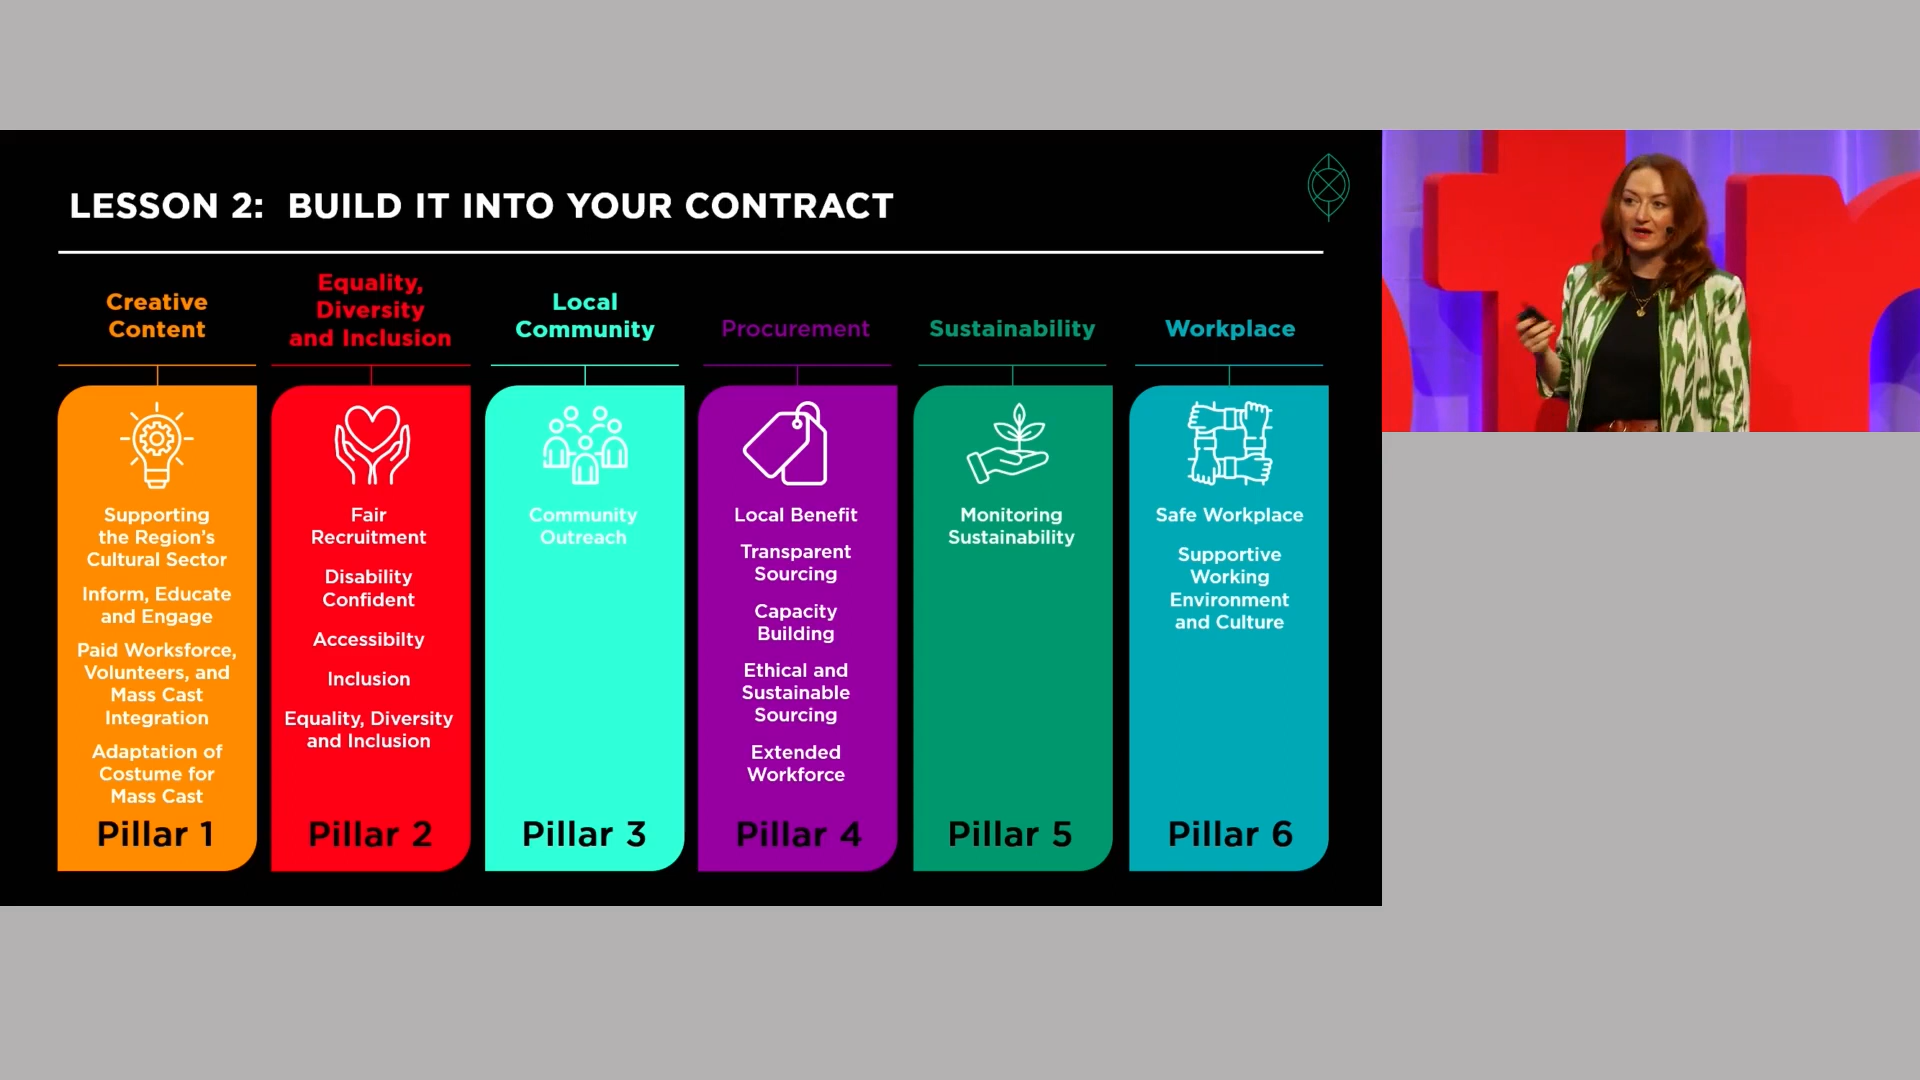 LESSON 2: BUILD IT INTO YOUR CONTRACT
Creative
Content
Supporting
the Region's
Cultural Sector
Inform, Educate
and Engage
Paid Worksforce,
Volunteers, and
Mass Cast
Integration
Adaptation of
Costume for
Mass Cast
Pillar 1
Equality,
Diversity
and Inclusion
Fair
Recruitment
Disability
Confident
Accessibilty
Inclusion
Equality, Diversity
and Inclusion
Pillar 2
Local
Community
Community
Outreach
Pillar 3
Procurement
Local Benefit
Transparent
Sourcing
Capacity
Building
Ethical and
Sustainable
Sourcing
Extended
Workforce
Pillar 4
Sustainability
Monitoring
Sustainability
Pillar 5
Workplace
Safe Workplace
Supportive
Working
Environment
and Culture
Pillar 6